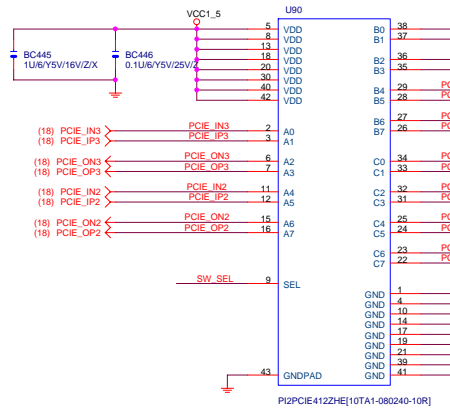 VCC1_5
U90
BC445
1U/6/Y5V/16V/Z/X
BC446
0.1U/6/Y5V/25V/Z
5 VDD B0 38
8 VDD B1 37
13 VDD
18 VDD B2 36
20 VDD B3 35
30 VDD
40 VDD B4 29
42 VDD B5 28
B6 27
B7 26
(18) PCIE_IN3 PCIE_IN3 2 A0
(18) PCIE_IP3 PCIE_IP3 3 A1
(18) PCIE_ON3 PCIE_ON3 6 A2 C0 34
(18) PCIE_OP3 PCIE_OP3 7 A3 C1 33
(18) PCIE_IN2 PCIE_IN2 11 A4 C2 32
(18) PCIE_IP2 PCIE_IP2 12 A5 C3 31
(18) PCIE_ON2 PCIE_ON2 15 A6 C4 25
(18) PCIE_OP2 PCIE_OP2 16 A7 C5 24
C6 23
C7 22
SW_SEL 9 SEL
GND 1
GND 4
GND 10
GND 14
GND 17
GND 19
GND 21
GND 39
43 GNDPAD GND 41
PI2PCIE412ZHE[10TA1-080240-10R]